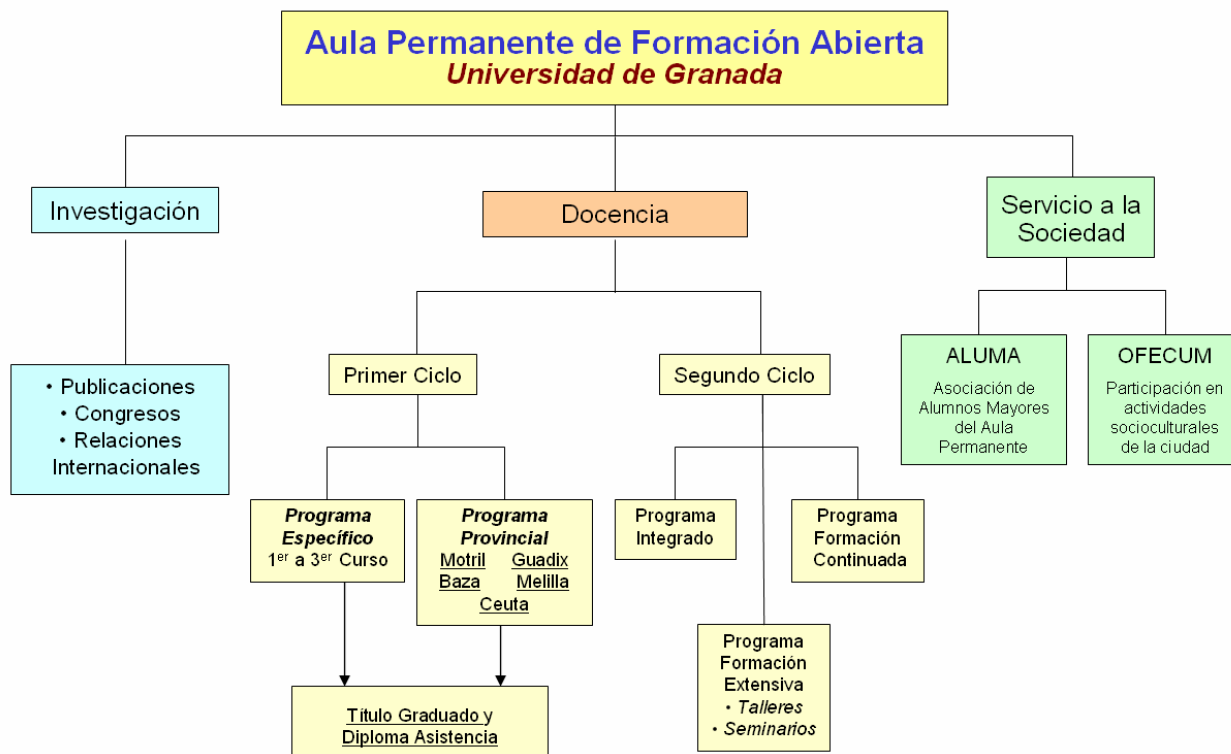 Aula Permanente de Formación Abierta
Universidad de Granada
Investigación
Docencia
Servicio a la
Sociedad
• Publicaciones
• Congresos
• Relaciones
Internacionales
Primer Ciclo
Segundo Ciclo
ALUMA
Asociación de
Alumnos Mayores
del Aula
Permanente
OFECUM
Participación en
actividades
socioculturales
de la ciudad
Programa
Específico
1er a 3er Curso
Programa
Provincial
Motril Guadix
Baza Melilla
Ceuta
Programa
Integrado
Programa
Formación
Continuada
Programa
Formación
Extensiva
• Talleres
• Seminarios
Título Graduado y
Diploma Asistencia